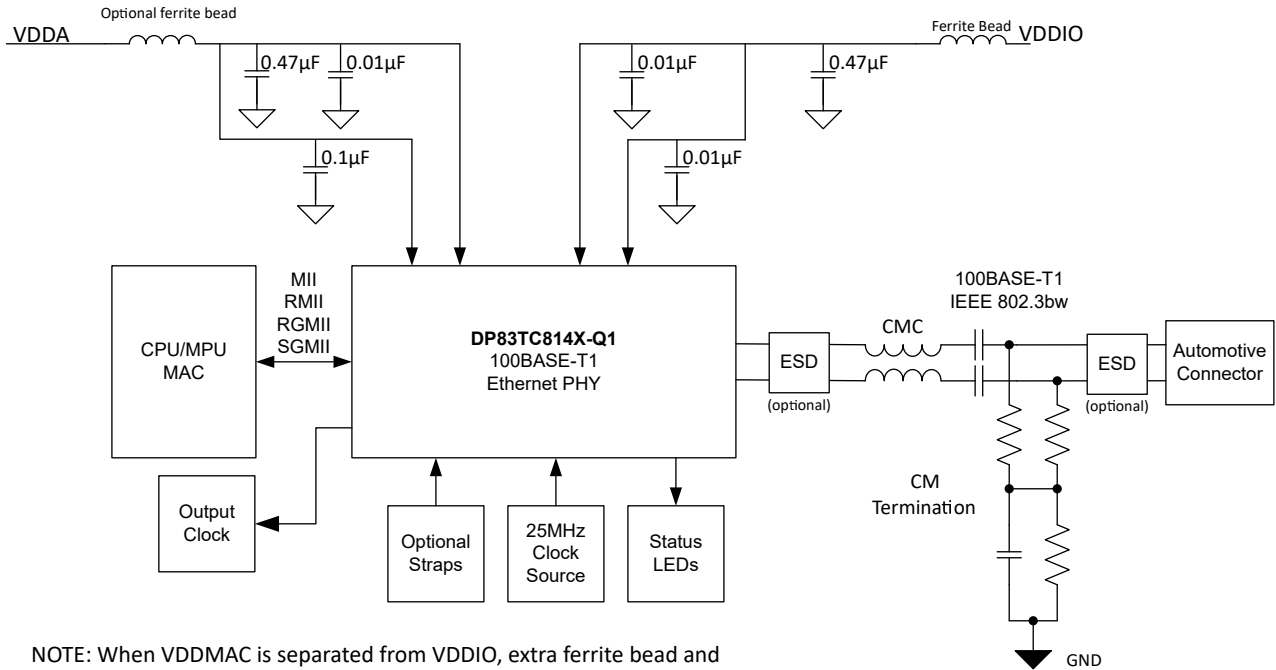 Optional ferrite bead
VDDA
Ferrite Bead
VDDIO
0.47µF
0.01µF
0.01µF
0.47µF
0.1µF
0.01µF
CPU/MPU
MAC
MII
RMII
RGMII
SGMII
DP83TC814X-Q1
100BASE-T1
Ethernet PHY
ESD
(optional)
CMC
100BASE-T1
IEEE 802.3bw
ESD
(optional)
Automotive
Connector
CM
Termination
Output
Clock
Optional
Straps
25MHz
Clock
Source
Status
LEDs
GND
NOTE: When VDDMAC is separated from VDDIO, extra ferrite bead and